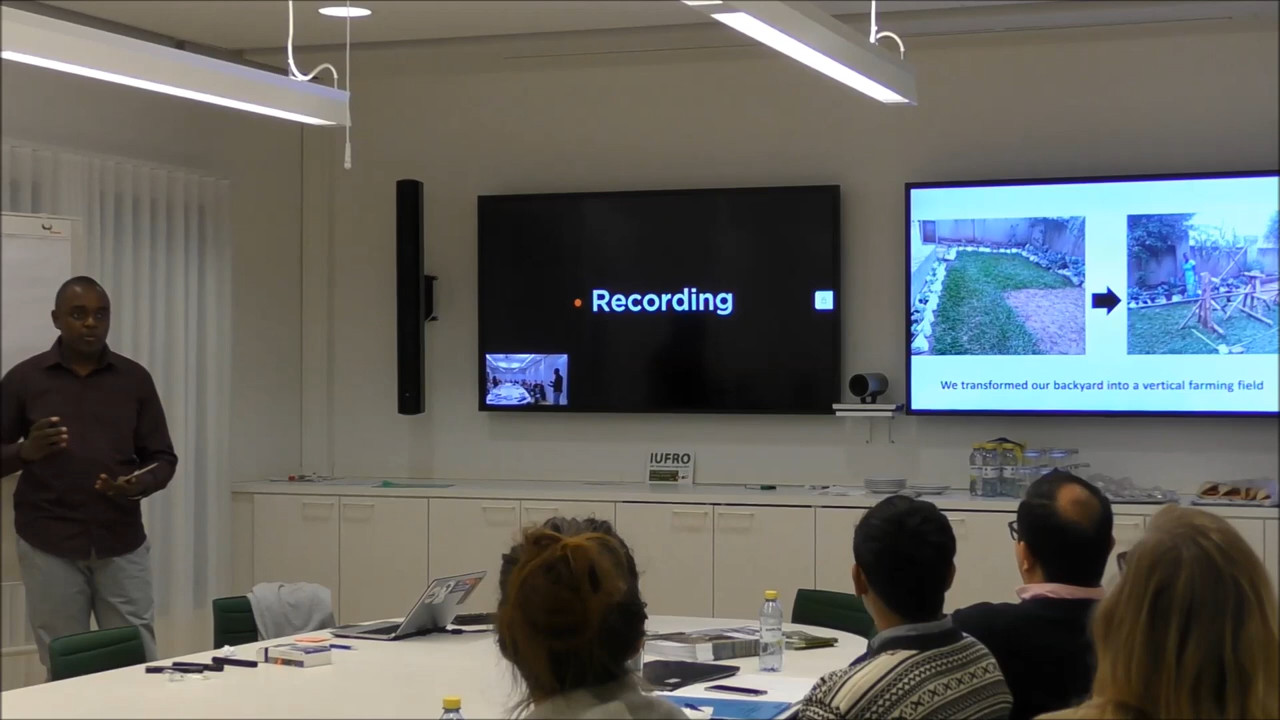 Recording
We transformed our backyard into a vertical farming field
IUFRO